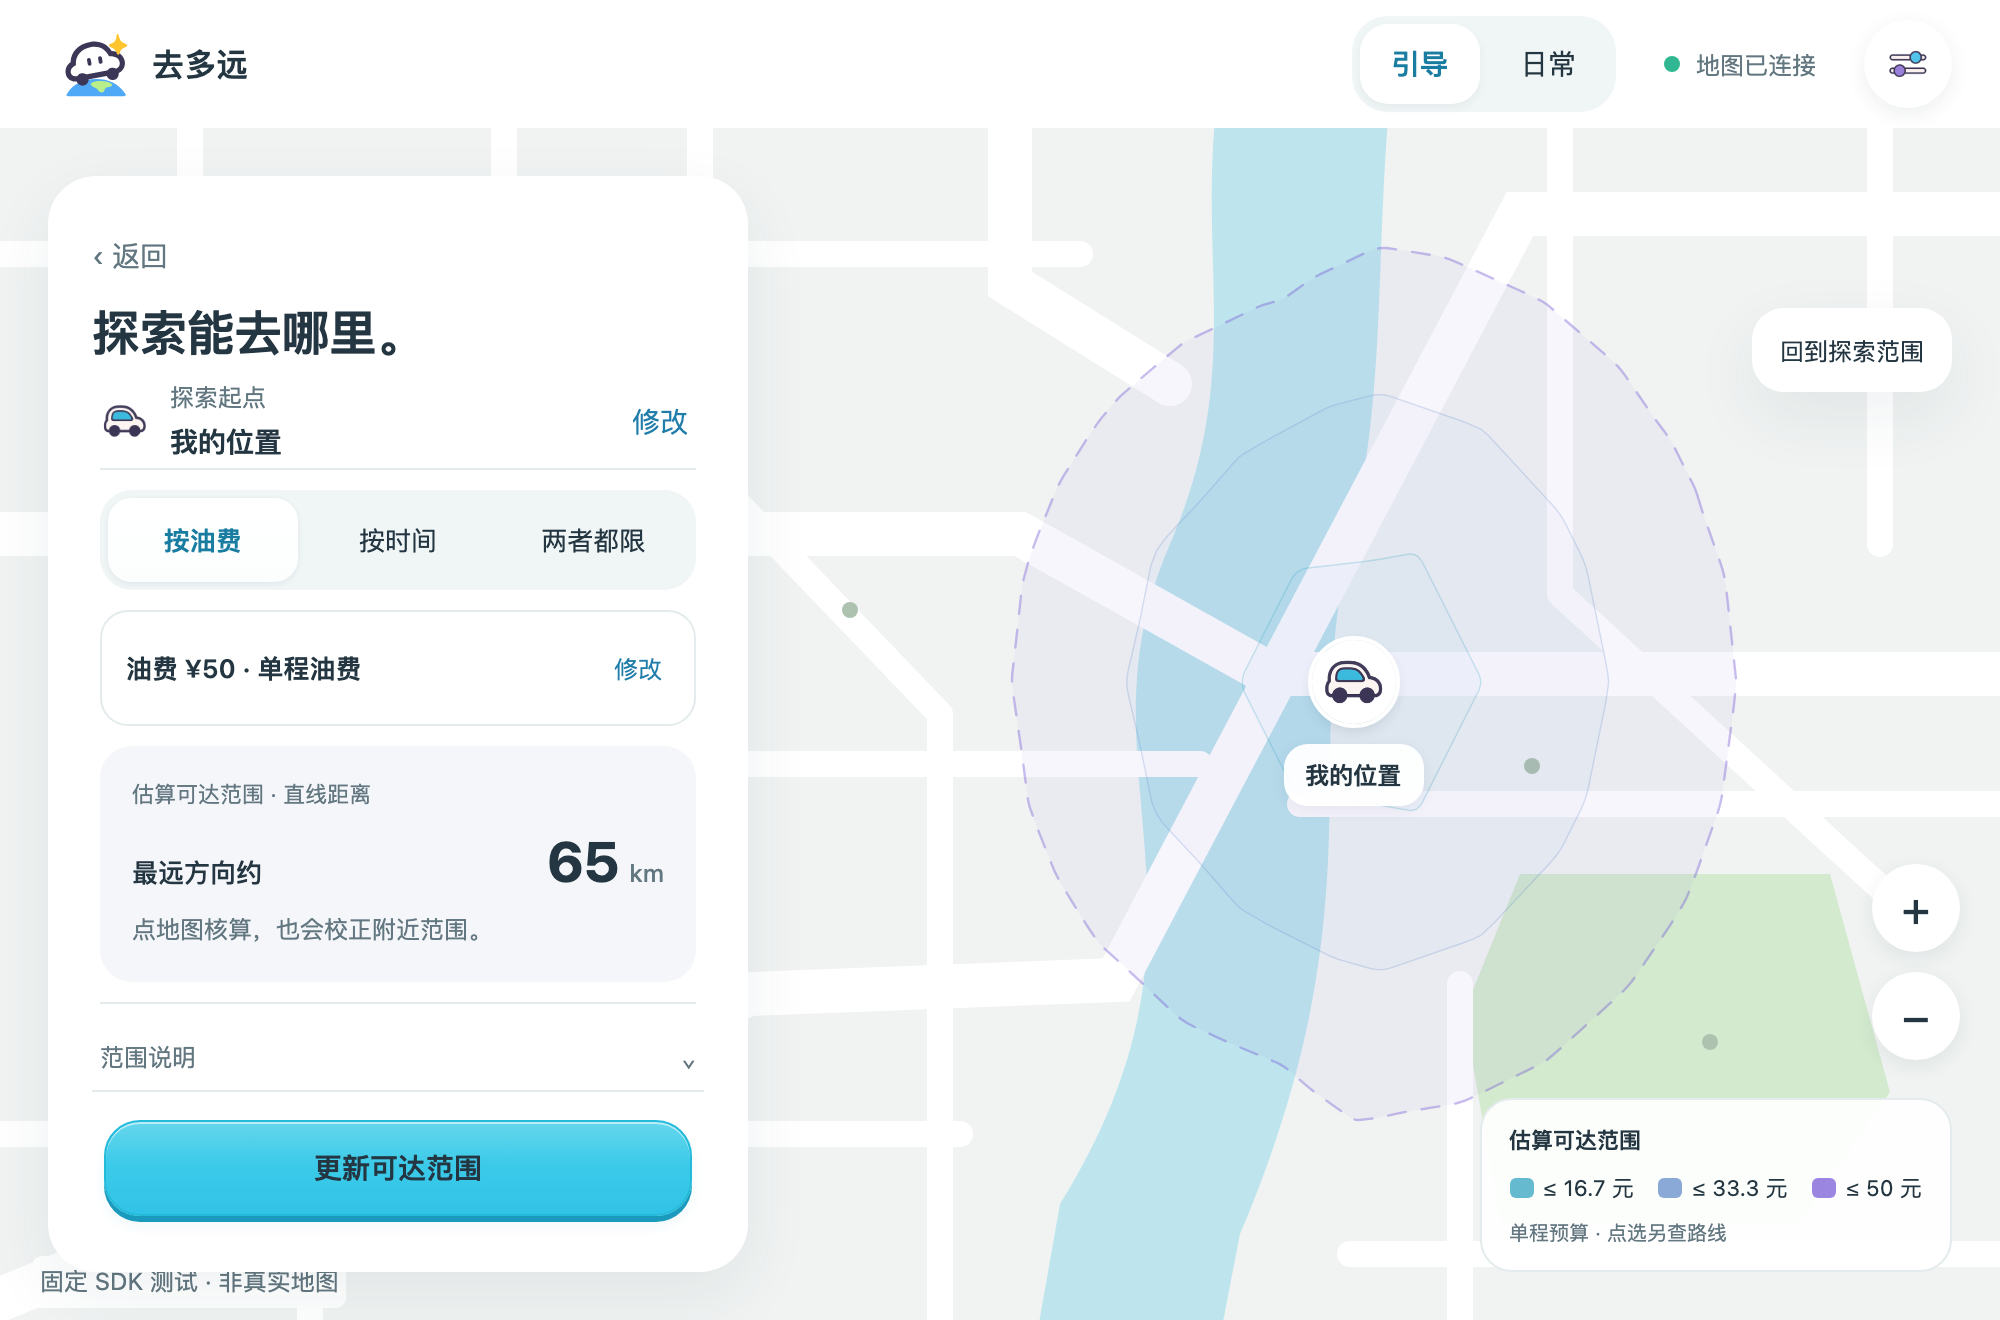 去多远
引导
日常
地图已连接
‹ 返回
探索能去哪里。
探索起点
我的位置
修改
按油费
按时间
两者都限
油费 ¥50 · 单程油费
修改
估算可达范围 · 直线距离
最远方向约
65 km
点地图核算，也会校正附近范围。
范围说明
更新可达范围
固定 SDK 测试 · 非真实地图
回到探索范围
我的位置
+
−
估算可达范围
≤ 16.7 元
≤ 33.3 元
≤ 50 元
单程预算 · 点选另查路线